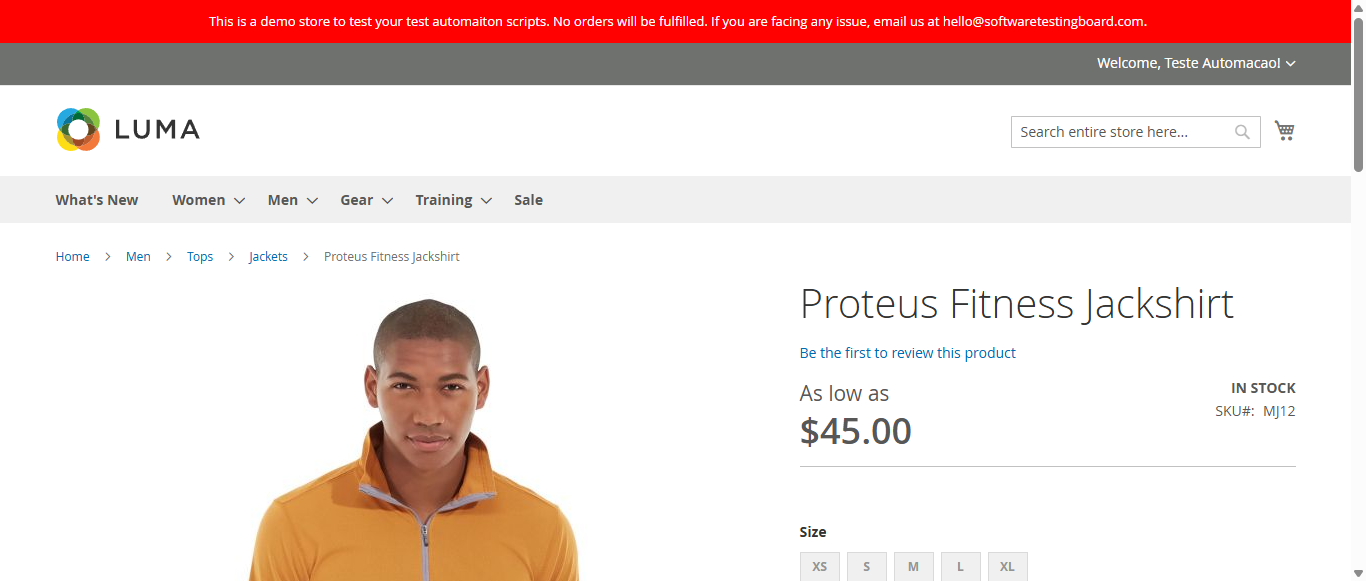 This is a demo store to test your test automaiton scripts. No orders will be fulfilled. If you are facing any issue, email us at hello@softwaretestingboard.com.
Welcome, Teste Automacao!
LUMA
Search entire store here...
What's New Women Men Gear Training Sale
Home Men Tops Jackets Proteus Fitness Jackshirt
Proteus Fitness Jackshirt
Be the first to review this product
As low as
$45.00
IN STOCK
SKU#: MJ12
Size
XS S M L XL